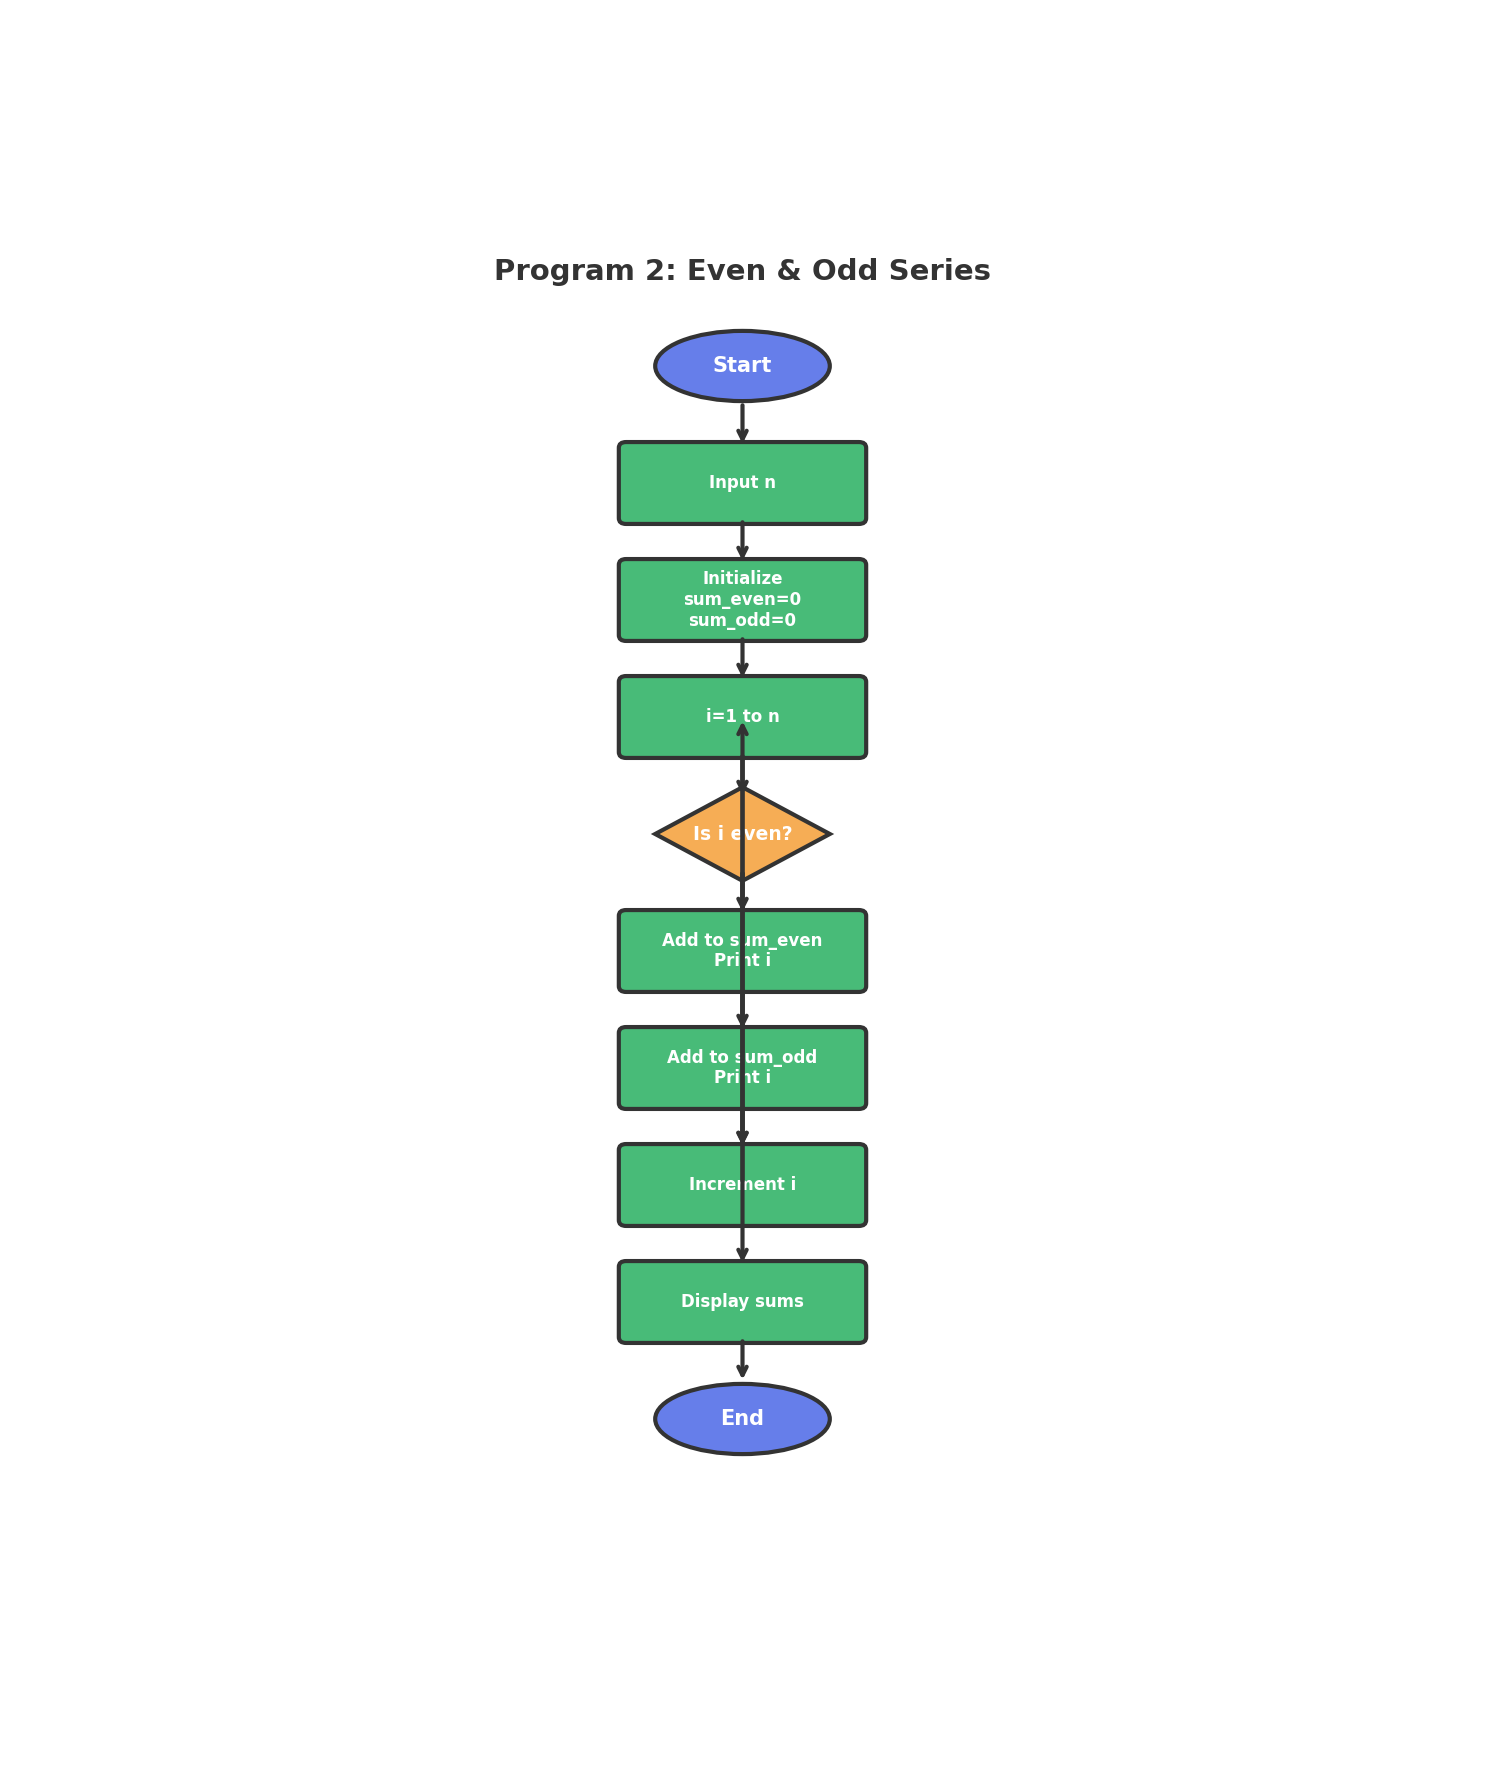 Program 2: Even & Odd Series
Start
Input n
Initialize
sum_even=0
sum_odd=0
i=1 to n
Is i even?
Add to sum_even
Print i
Add to sum_odd
Print i
Increment i
Display sums
End